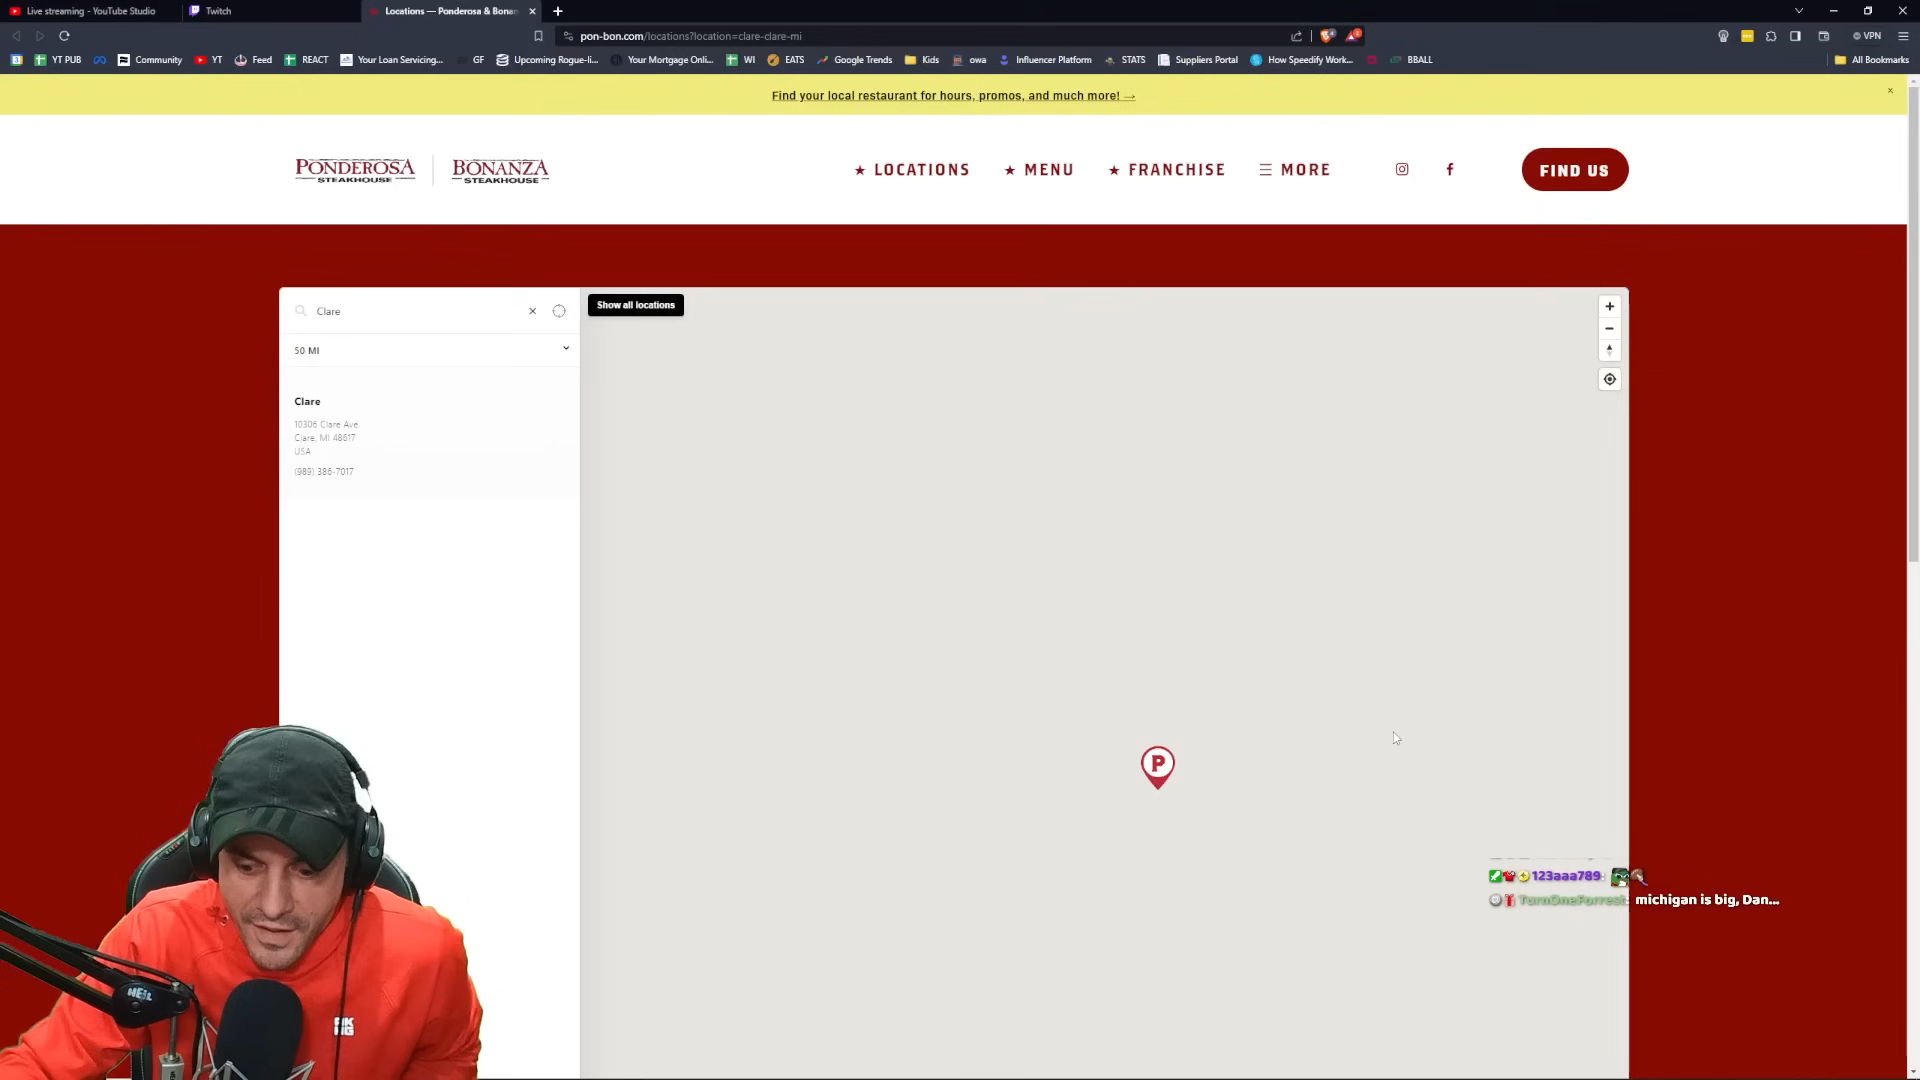 Live streaming - YouTube Studio
Twitch
Locations — Ponderosa & Bonan
pon-bon.com/locations?location=clare-clare-mi
VPN
YT PUB
Community
YT
Feed
REACT
Your Loan Servicing...
GF
Upcoming Rogue-li...
Your Mortgage Onli...
WI
EATS
Google Trends
Kids
owa
Influencer Platform
STATS
Suppliers Portal
How Speedify Work...
BBALL
All Bookmarks
Find your local restaurant for hours, promos, and much more! →
PONDEROSA
STEAKHOUSE
BONANZA
STEAKHOUSE
★ LOCATIONS
★ MENU
★ FRANCHISE
☰ MORE
FIND US
Clare
Show all locations
50 MI
Clare
10306 Clare Ave.
Clare, MI 48617
USA
(989) 386-7017
P
123aaa789:
TurnOneForrest: michigan is big, Dan...
HEIL